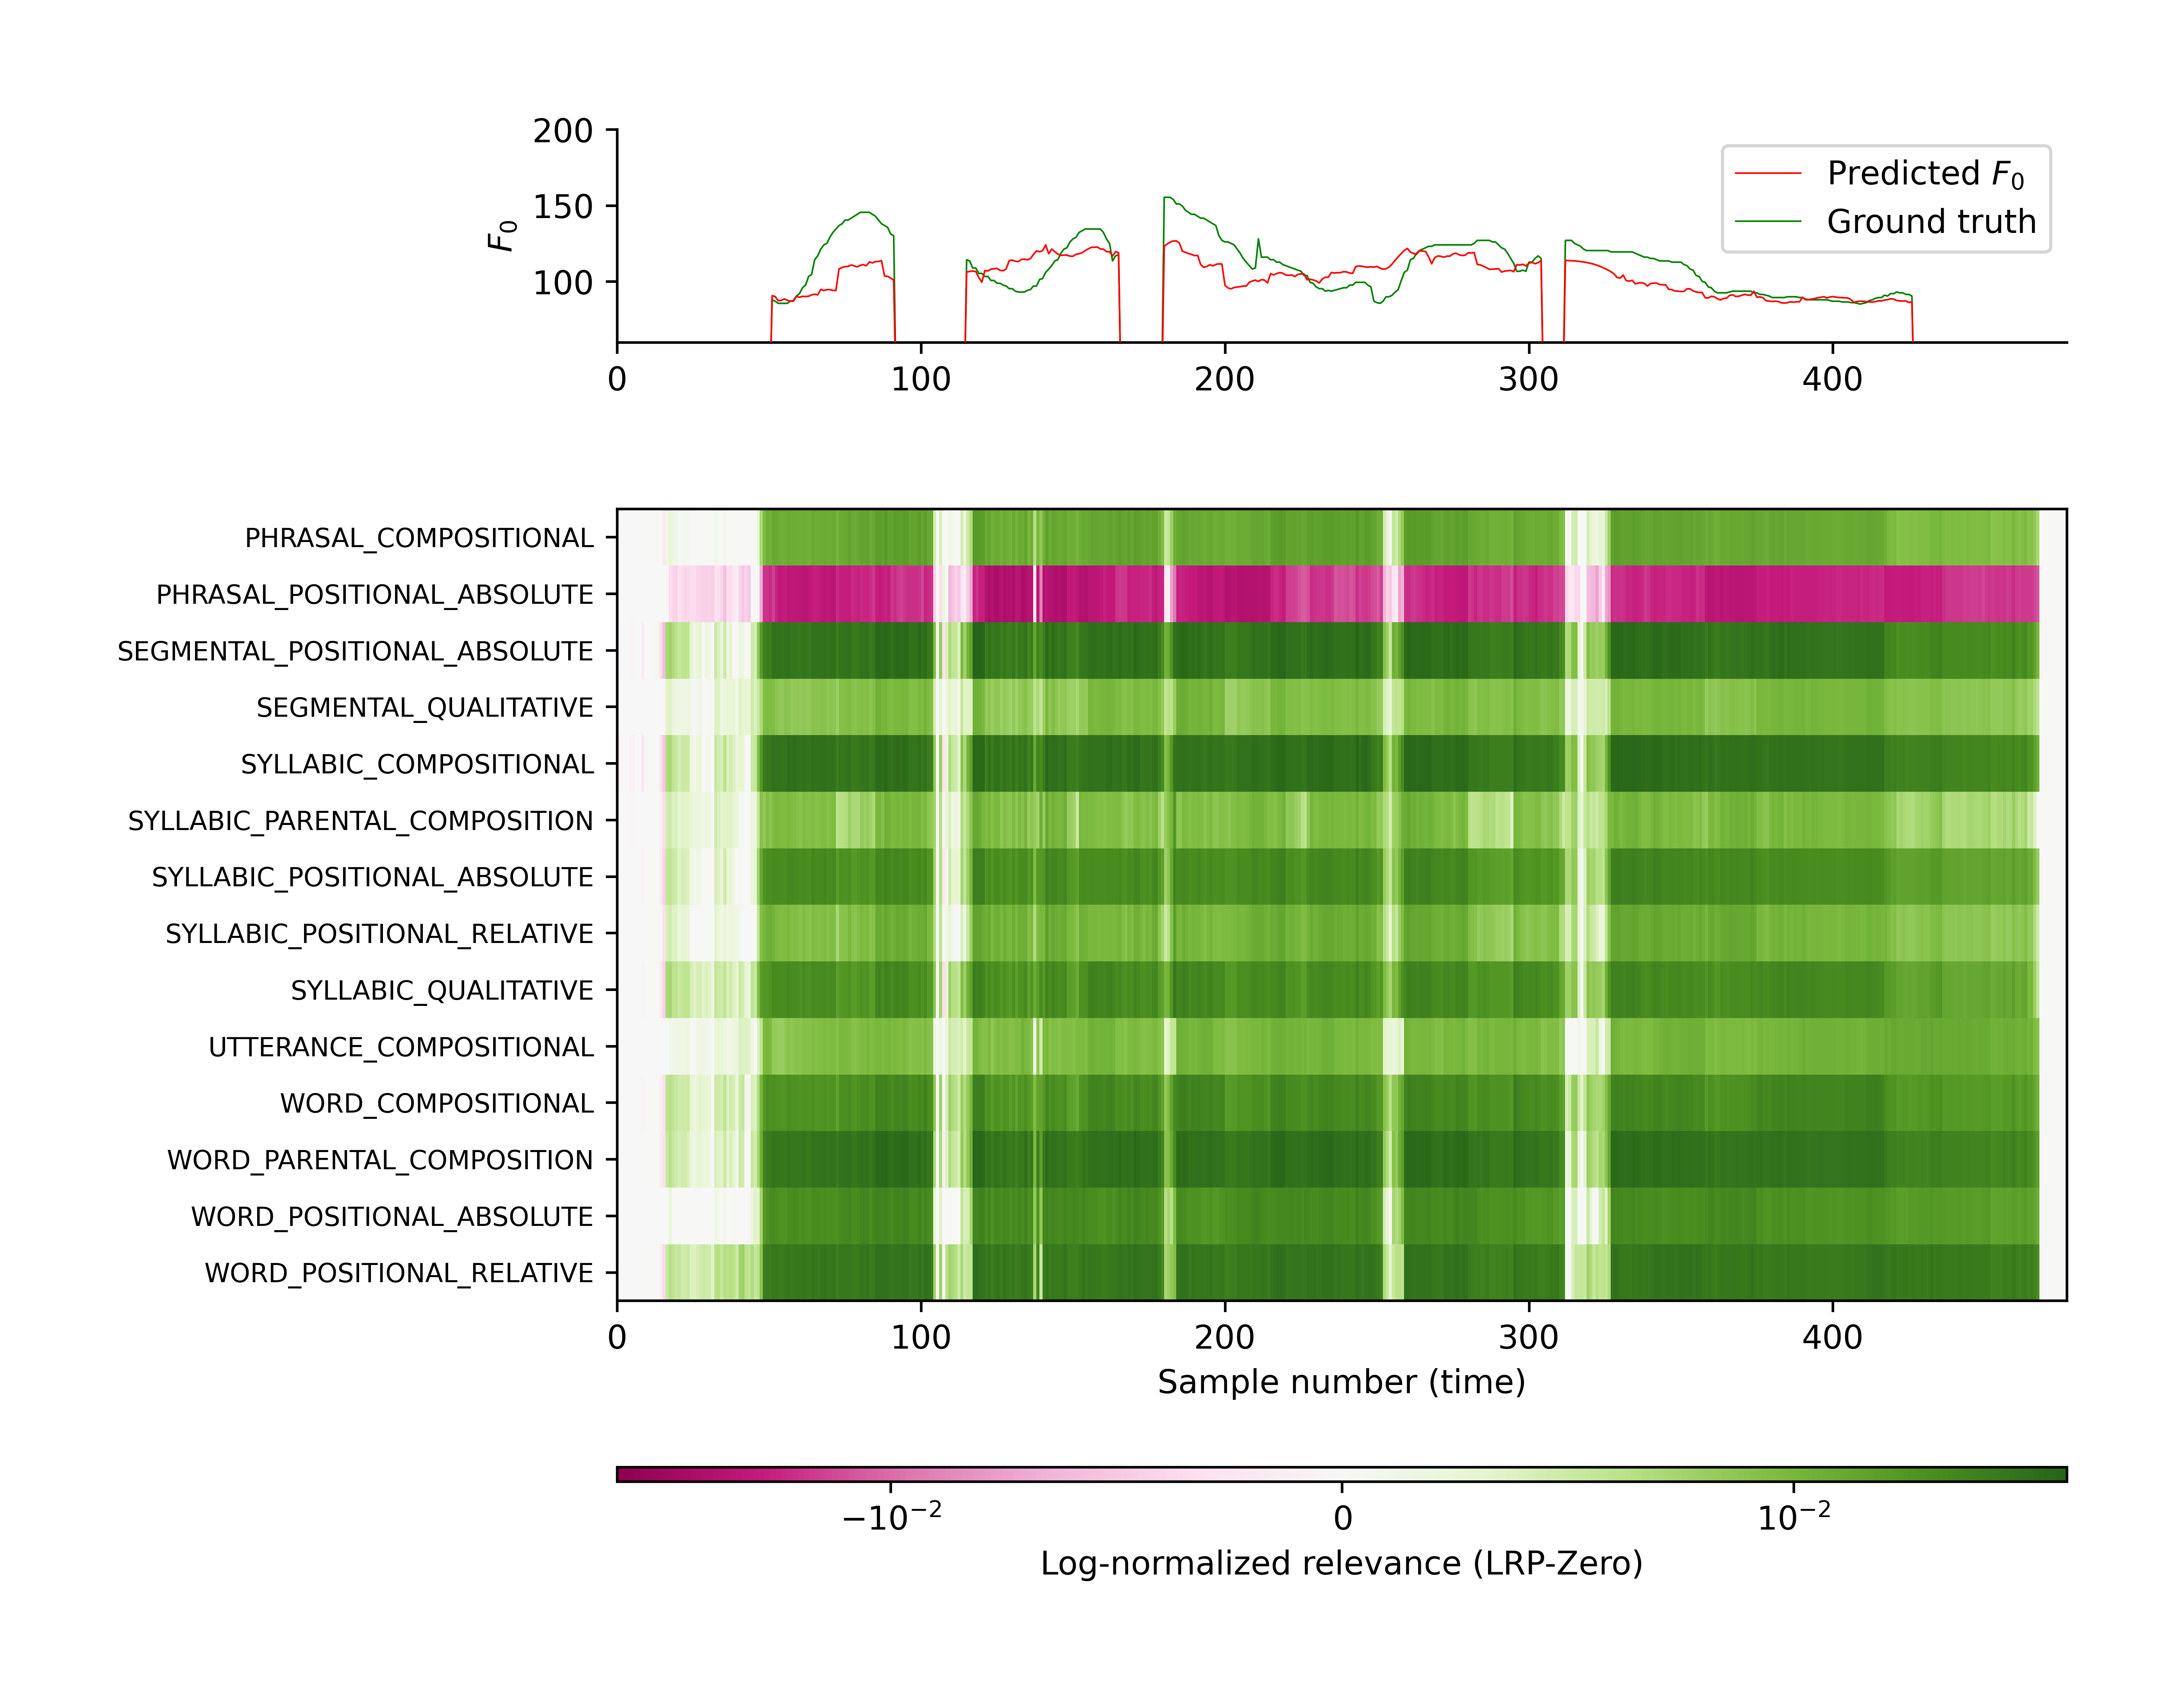 200
150
100
F0
Predicted F0
Ground truth
0 100 200 300 400
PHRASAL_COMPOSITIONAL
PHRASAL_POSITIONAL_ABSOLUTE
SEGMENTAL_POSITIONAL_ABSOLUTE
SEGMENTAL_QUALITATIVE
SYLLABIC_COMPOSITIONAL
SYLLABIC_PARENTAL_COMPOSITION
SYLLABIC_POSITIONAL_ABSOLUTE
SYLLABIC_POSITIONAL_RELATIVE
SYLLABIC_QUALITATIVE
UTTERANCE_COMPOSITIONAL
WORD_COMPOSITIONAL
WORD_PARENTAL_COMPOSITION
WORD_POSITIONAL_ABSOLUTE
WORD_POSITIONAL_RELATIVE
0 100 200 300 400
Sample number (time)
−10⁻² 0 10⁻²
Log-normalized relevance (LRP-Zero)